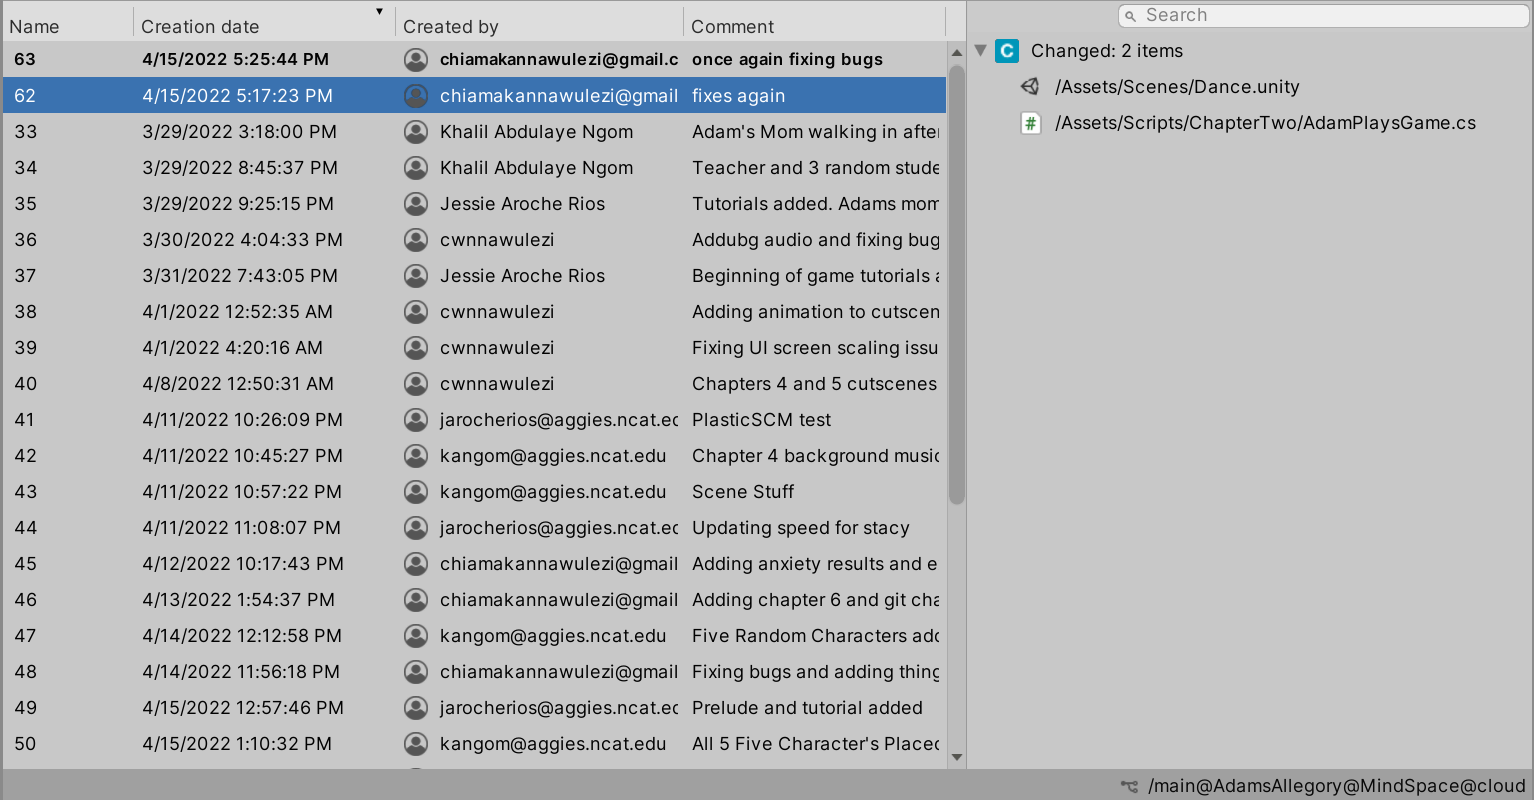 Name Creation date Created by Comment
63 4/15/2022 5:25:44 PM chiamakannawulezi@gmail.c once again fixing bugs
62 4/15/2022 5:17:23 PM chiamakannawulezi@gmail fixes again
33 3/29/2022 3:18:00 PM Khalil Abdulaye Ngom Adam's Mom walking in after
34 3/29/2022 8:45:37 PM Khalil Abdulaye Ngom Teacher and 3 random stude
35 3/29/2022 9:25:15 PM Jessie Aroche Rios Tutorials added. Adams mom
36 3/30/2022 4:04:33 PM cwnnawulezi Addubg audio and fixing bug
37 3/31/2022 7:43:05 PM Jessie Aroche Rios Beginning of game tutorials a
38 4/1/2022 12:52:35 AM cwnnawulezi Adding animation to cutscen
39 4/1/2022 4:20:16 AM cwnnawulezi Fixing UI screen scaling issu
40 4/8/2022 12:50:31 AM cwnnawulezi Chapters 4 and 5 cutscenes
41 4/11/2022 10:26:09 PM jarocherios@aggies.ncat.ed PlasticSCM test
42 4/11/2022 10:45:27 PM kangom@aggies.ncat.edu Chapter 4 background music
43 4/11/2022 10:57:22 PM kangom@aggies.ncat.edu Scene Stuff
44 4/11/2022 11:08:07 PM jarocherios@aggies.ncat.ed Updating speed for stacy
45 4/12/2022 10:17:43 PM chiamakannawulezi@gmail Adding anxiety results and e
46 4/13/2022 1:54:37 PM chiamakannawulezi@gmail Adding chapter 6 and git cha
47 4/14/2022 12:12:58 PM kangom@aggies.ncat.edu Five Random Characters add
48 4/14/2022 11:56:18 PM chiamakannawulezi@gmail Fixing bugs and adding thing
49 4/15/2022 12:57:46 PM jarocherios@aggies.ncat.ed Prelude and tutorial added
50 4/15/2022 1:10:32 PM kangom@aggies.ncat.edu All 5 Five Character's Placed
Search
C Changed: 2 items
/Assets/Scenes/Dance.unity
# /Assets/Scripts/ChapterTwo/AdamPlaysGame.cs
/main@AdamsAllegory@MindSpace@cloud